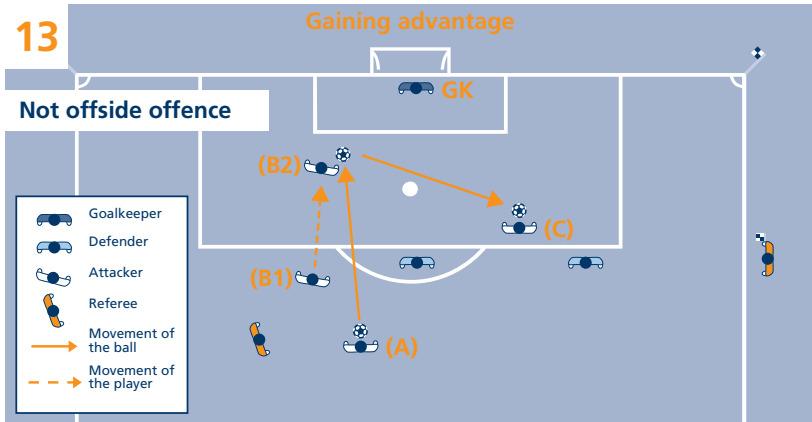 13
Gaining advantage
GK
Not offside offence
(B2)
(C)
(B1)
(A)
Goalkeeper
Defender
Attacker
Referee
Movement of
the ball
Movement of
the player